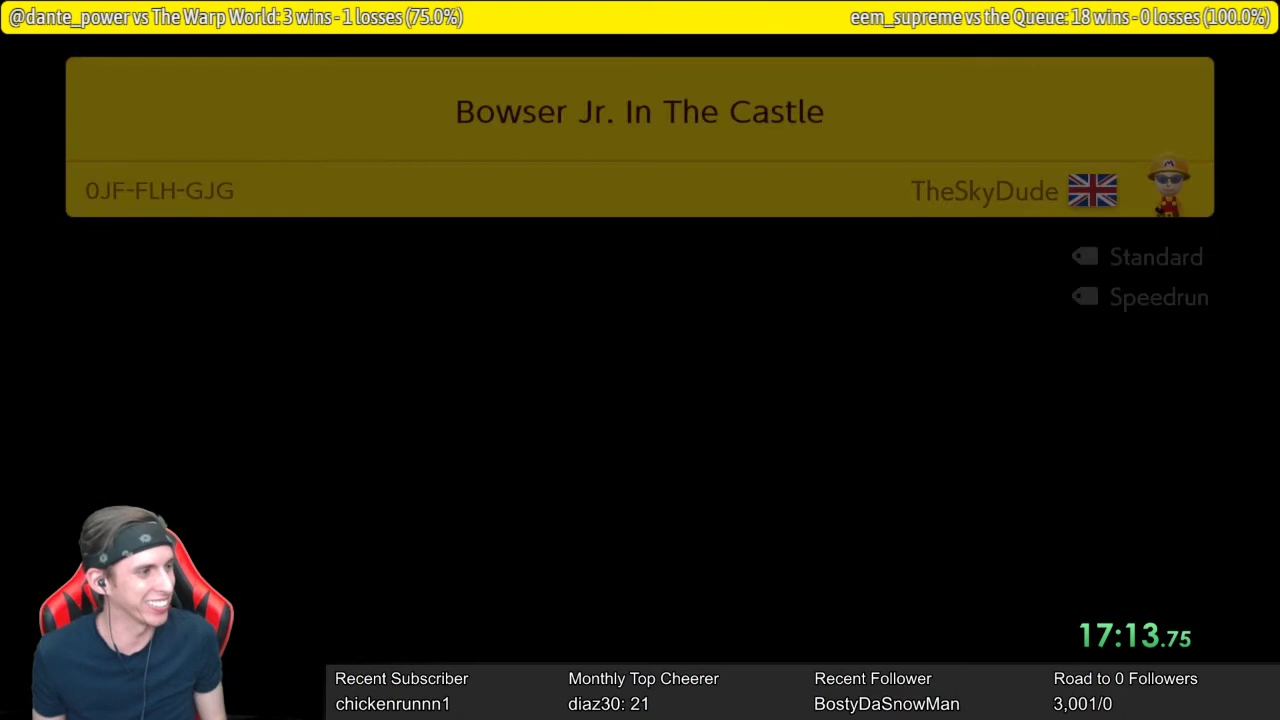 @dante_power vs The Warp World: 3 wins - 1 losses (75.0%)
eem_supreme vs the Queue: 18 wins - 0 losses (100.0%)
Bowser Jr. In The Castle
0JF-FLH-GJG
TheSkyDude
Standard
Speedrun
17:13.75
Recent Subscriber
Monthly Top Cheerer
Recent Follower
Road to 0 Followers
chickenrunnn1
diaz30: 21
BostyDaSnowMan
3,001/0